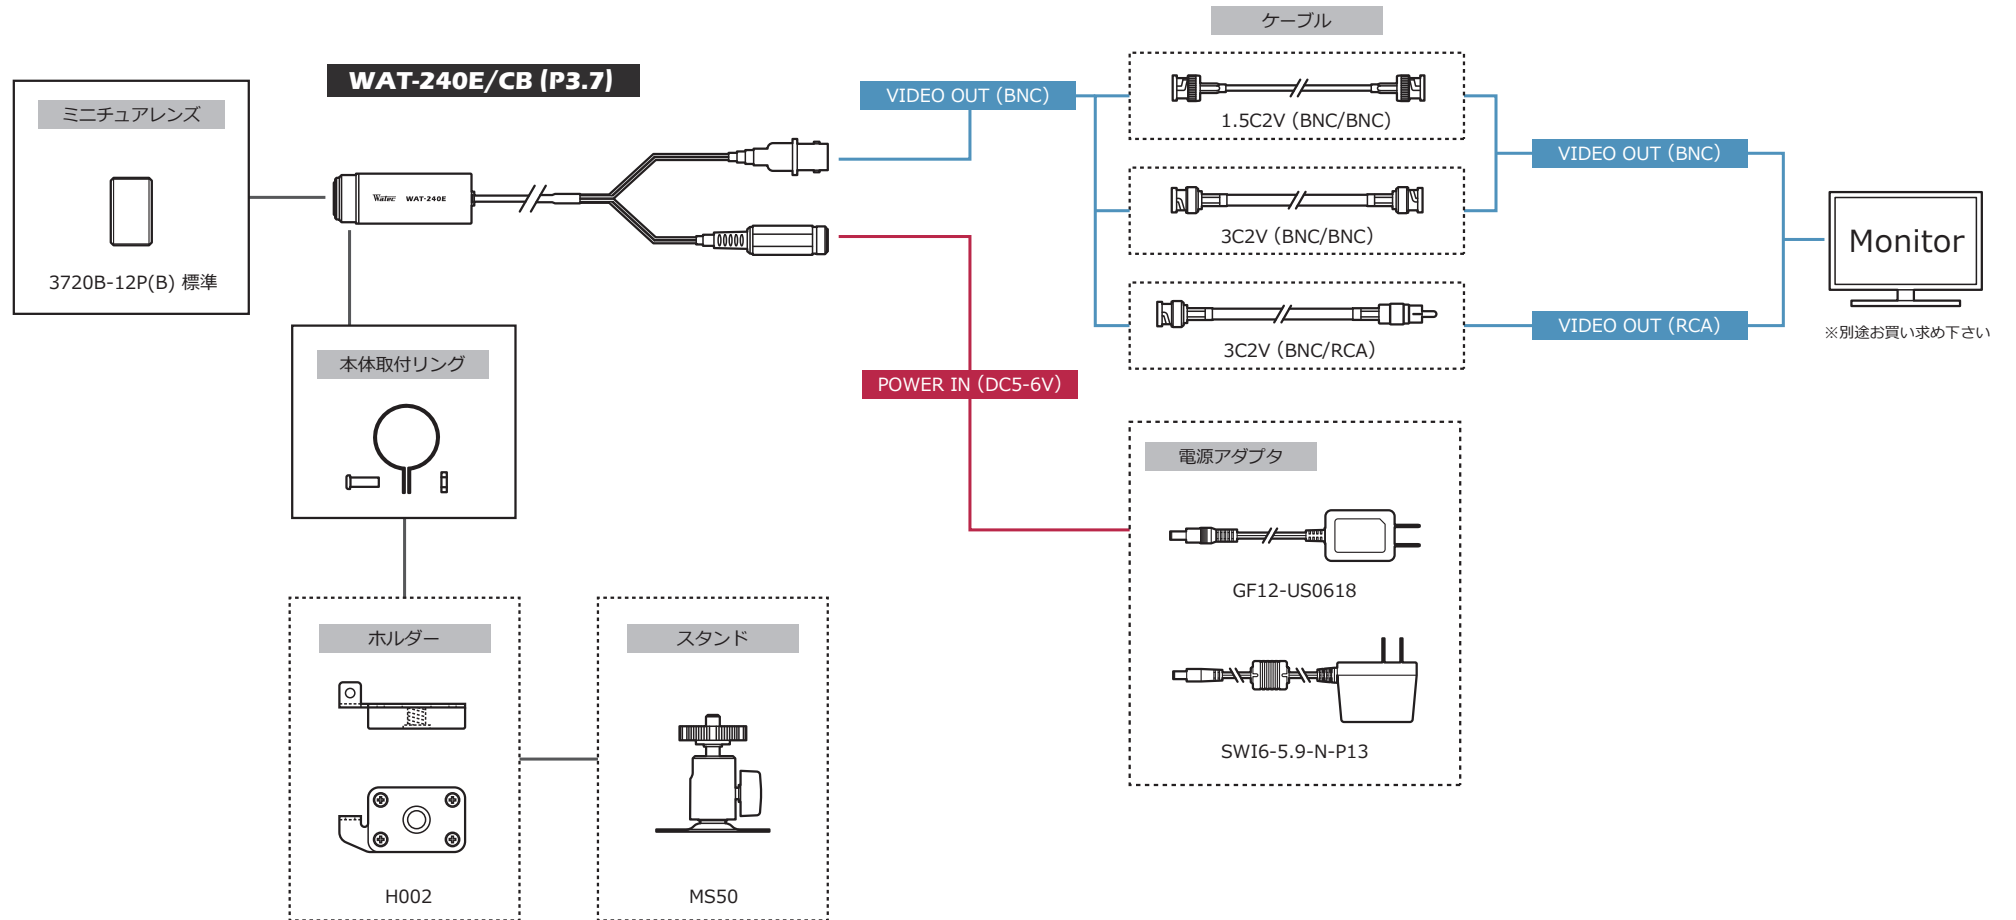 ケーブル
WAT-240E/CB (P3.7)
ミニチュアレンズ
3720B-12P(B) 標準
Watec WAT-240E
VIDEO OUT (BNC)
1.5C2V (BNC/BNC)
3C2V (BNC/BNC)
3C2V (BNC/RCA)
VIDEO OUT (BNC)
VIDEO OUT (RCA)
Monitor
※別途お買い求め下さい
本体取付リング
POWER IN (DC5-6V)
電源アダプタ
GF12-US0618
SWI6-5.9-N-P13
ホルダー
H002
スタンド
MS50